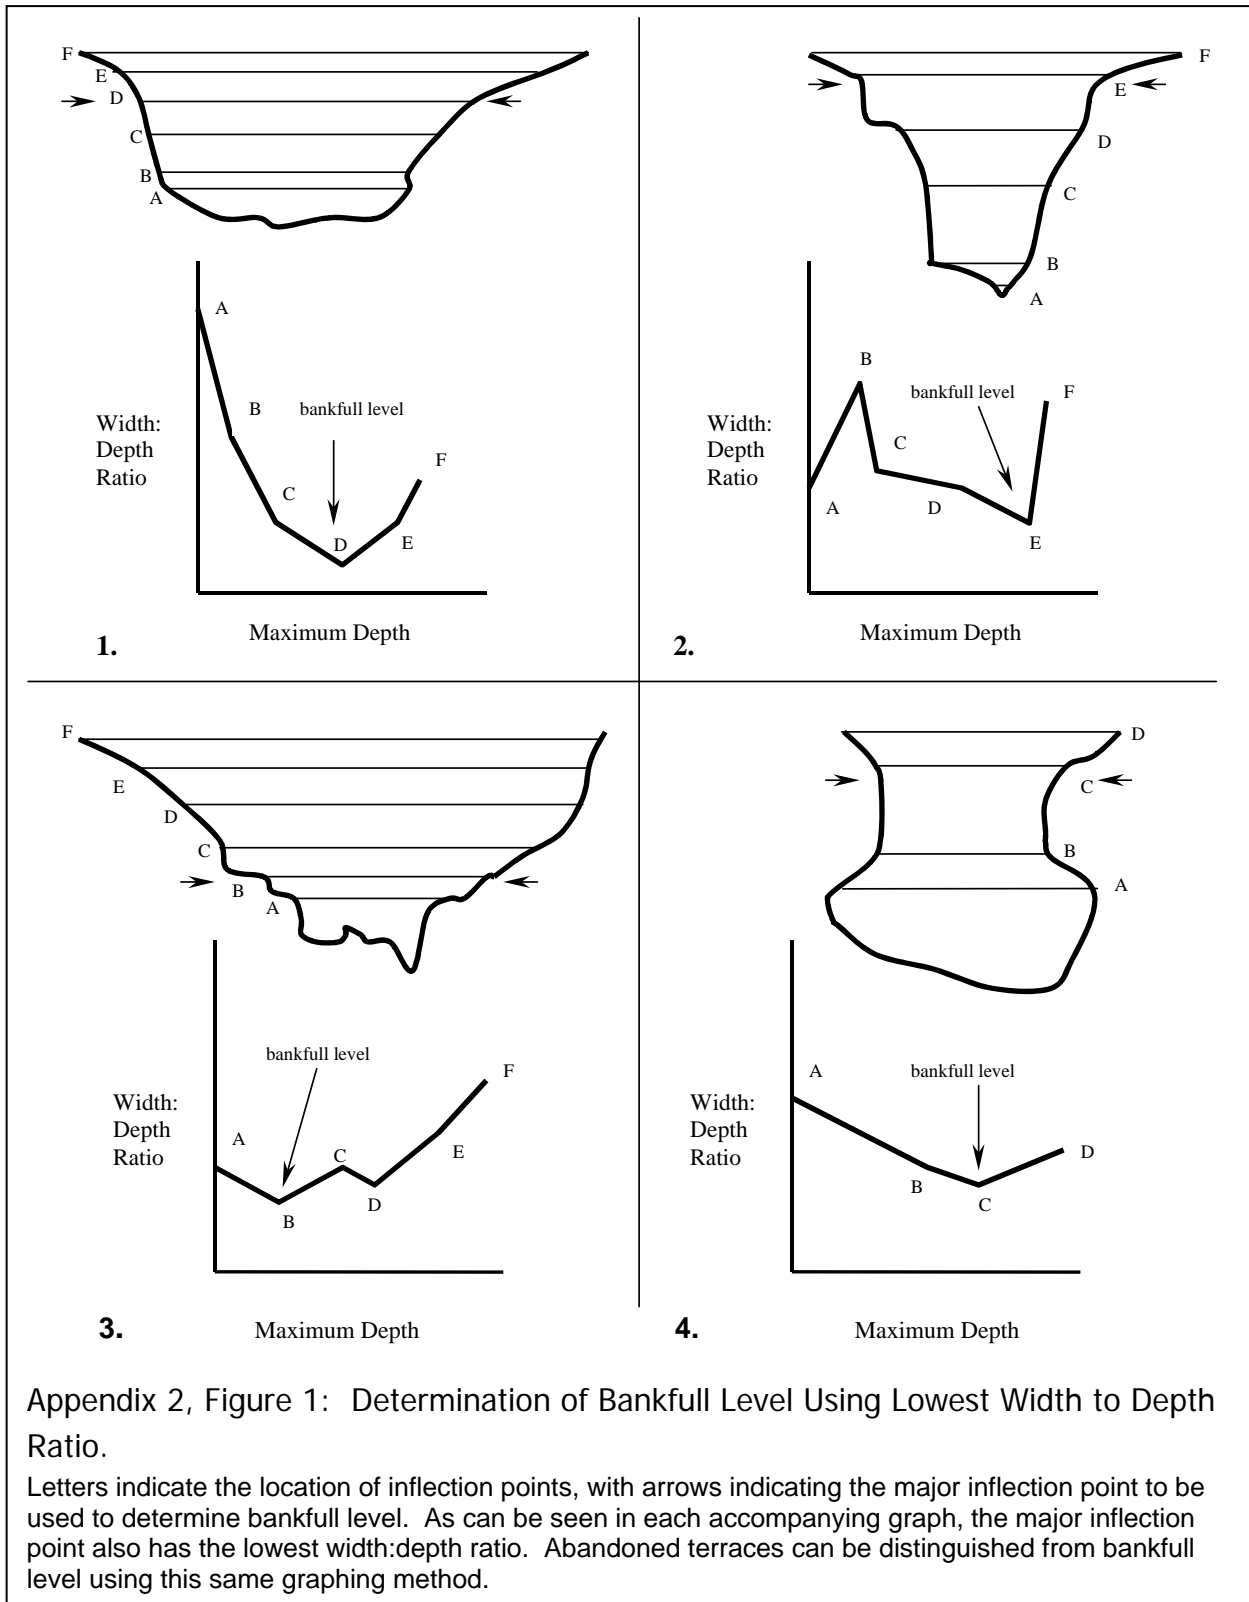 F
E
D
C
B
A
A
B
bankfull level
Width:
Depth
Ratio
C
D
E
F
Maximum Depth
1.
F
E
D
C
B
A
B
bankfull level
F
Width:
Depth
Ratio
C
A
D
E
Maximum Depth
2.
F
E
D
C
B
A
bankfull level
F
Width:
Depth
Ratio
A
C
E
D
B
3.
Maximum Depth
D
C
B
A
A
bankfull level
Width:
Depth
Ratio
D
B
C
4.
Maximum Depth
Appendix 2, Figure 1: Determination of Bankfull Level Using Lowest Width to Depth
Ratio.
Letters indicate the location of inflection points, with arrows indicating the major inflection point to be
used to determine bankfull level. As can be seen in each accompanying graph, the major inflection
point also has the lowest width:depth ratio. Abandoned terraces can be distinguished from bankfull
level using this same graphing method.